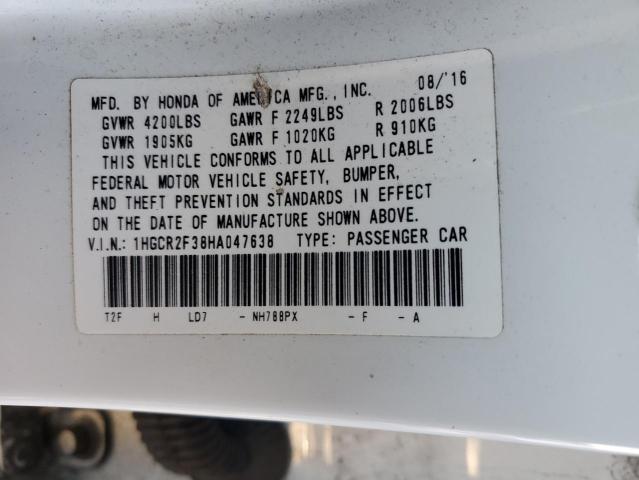 MFD. BY HONDA OF AMERICA MFG., INC. 08/'16
GVWR 4200LBS GAWR F 2249LBS R 2006LBS
GVWR 1905KG GAWR F 1020KG R 910KG
THIS VEHICLE CONFORMS TO ALL APPLICABLE
FEDERAL MOTOR VEHICLE SAFETY, BUMPER,
AND THEFT PREVENTION STANDARDS IN EFFECT
ON THE DATE OF MANUFACTURE SHOWN ABOVE.
V.I.N.: 1HGCR2F38HA047638 TYPE: PASSENGER CAR
T2F H LD7 - NH788PX - F - A